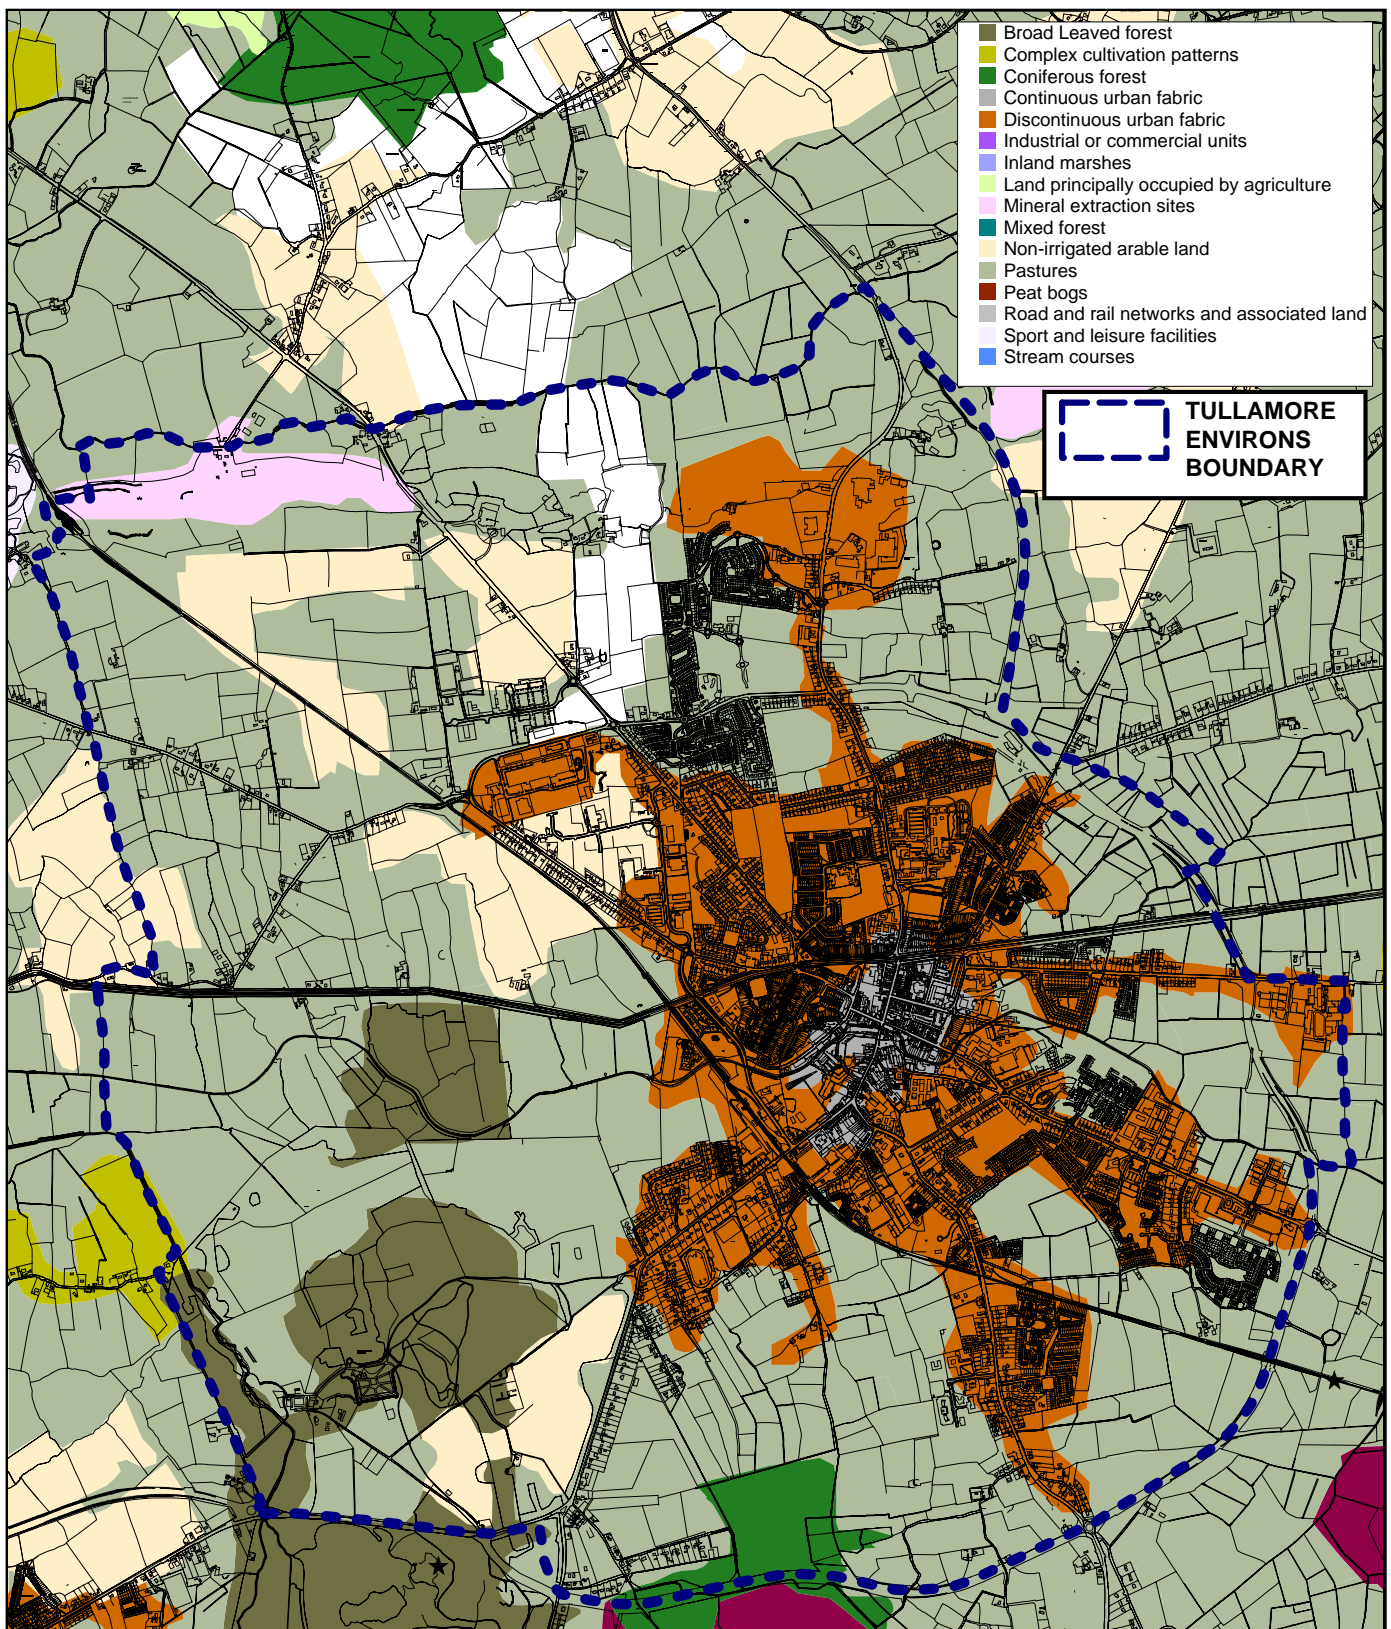 Broad Leaved forest
Complex cultivation patterns
Coniferous forest
Continuous urban fabric
Discontinuous urban fabric
Industrial or commercial units
Inland marshes
Land principally occupied by agriculture
Mineral extraction sites
Mixed forest
Non-irrigated arable land
Pastures
Peat bogs
Road and rail networks and associated land
Sport and leisure facilities
Stream courses
TULLAMORE
ENVIRONS
BOUNDARY